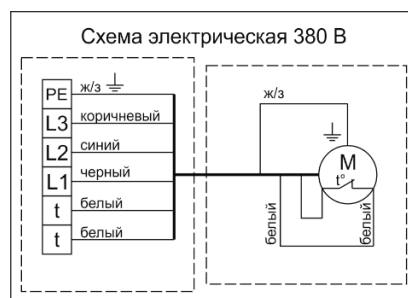 Схема электрическая 380 В
PE ж/з
L3 коричневый
L2 синий
L1 черный
t белый
t белый
ж/з
M
t°
белый
белый